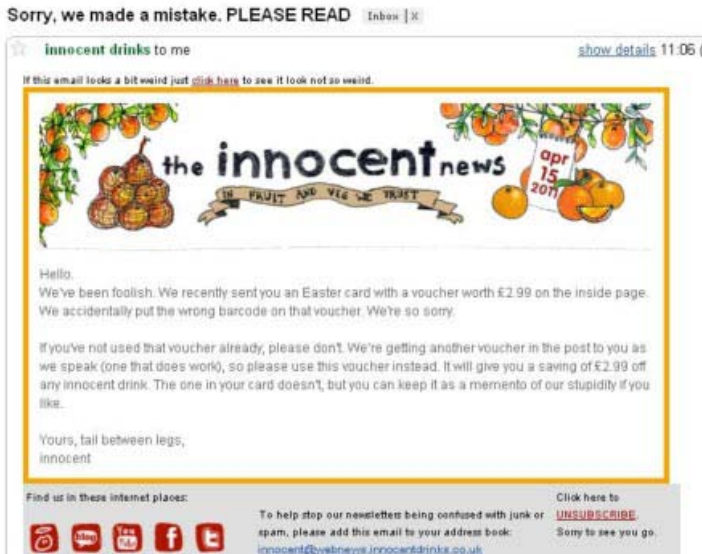 Sorry, we made a mistake. PLEASE READ Inbox | X
innocent drinks to me show details 11:06 (
If this email looks a bit weird just click here to see it look not so weird.
the innocent news
IN FRUIT AND VEG WE TRUST
apr
15
2011
Hello.
We've been foolish. We recently sent you an Easter card with a voucher worth £2.99 on the inside page.
We accidentally put the wrong barcode on that voucher. We're so sorry.
If you've not used that voucher already, please don't. We're getting another voucher in the post to you as
we speak (one that does work), so please use this voucher instead. It will give you a saving of £2.99 off
any innocent drink. The one in your card doesn't, but you can keep it as a memento of our stupidity if you
like.
Yours, tail between legs,
innocent
Find us in these internet places:
blog
You
Tube
f
t
To help stop our newsletters being confused with junk or
spam, please add this email to your address book:
innocent@webnews.innocentdrinks.co.uk
Click here to
UNSUBSCRIBE.
Sorry to see you go.